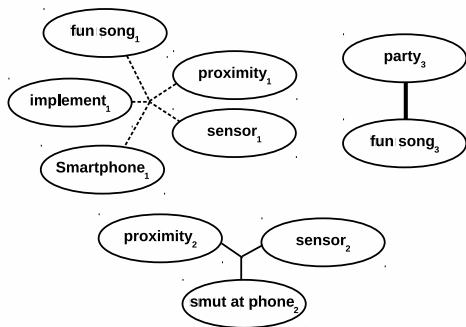 fun song₁
proximity₁
implement₁
sensor₁
Smartphone₁
party₃
fun song₃
proximity₂
sensor₂
smut at phone₂